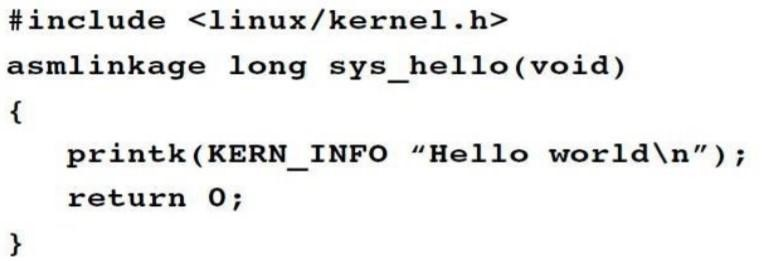 #include <linux/kernel.h>
asmlinkage long sys_hello(void)
{
printk(KERN_INFO “Hello world\n”);
return 0;
}